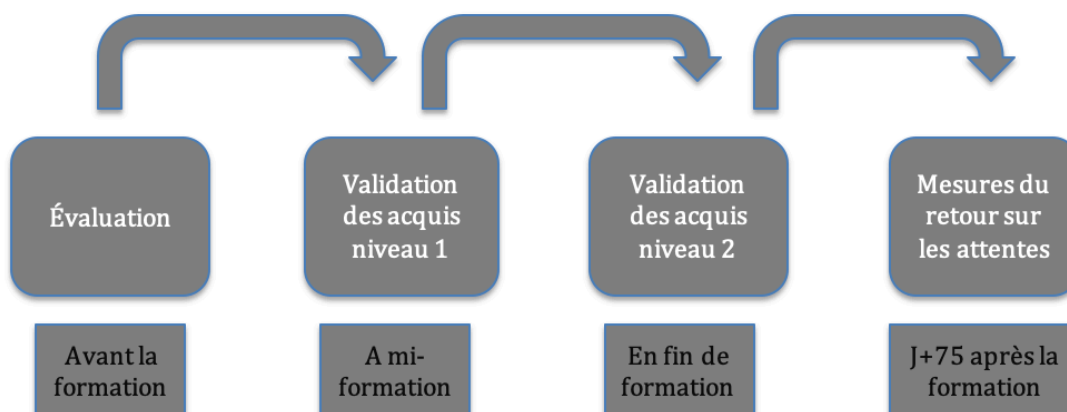 Évaluation
Validation
des acquis
niveau 1
Validation
des acquis
niveau 2
Mesures du
retour sur
les attentes
Avant la
formation
A mi-
formation
En fin de
formation
J+75 après la
formation